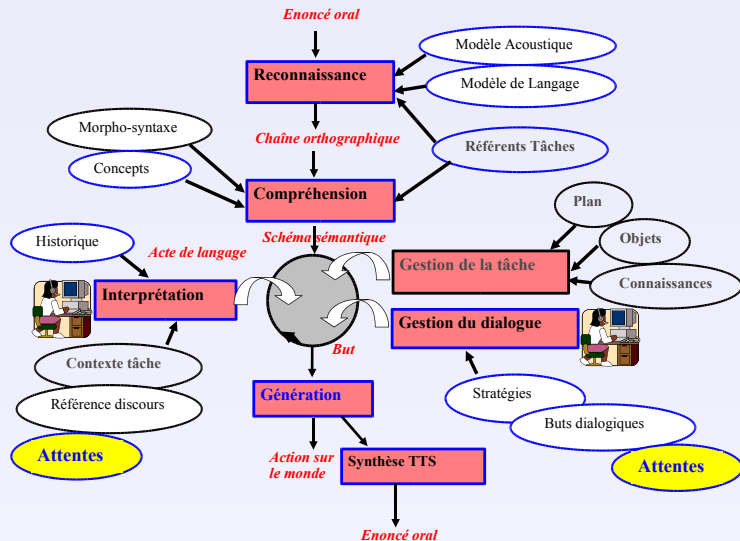 Enoncé oral
Modèle Acoustique
Reconnaissance
Modèle de Langage
Morpho-syntaxe
Chaîne orthographique
Référents Tâches
Concepts
Compréhension
Plan
Historique
Acte de langage
Schéma sémantique
Objets
Gestion de la tâche
Connaissances
Interprétation
Gestion du dialogue
But
Contexte tâche
Référence discours
Génération
Stratégies
Buts dialogiques
Attentes
Action sur
le monde
Synthèse TTS
Attentes
Enoncé oral